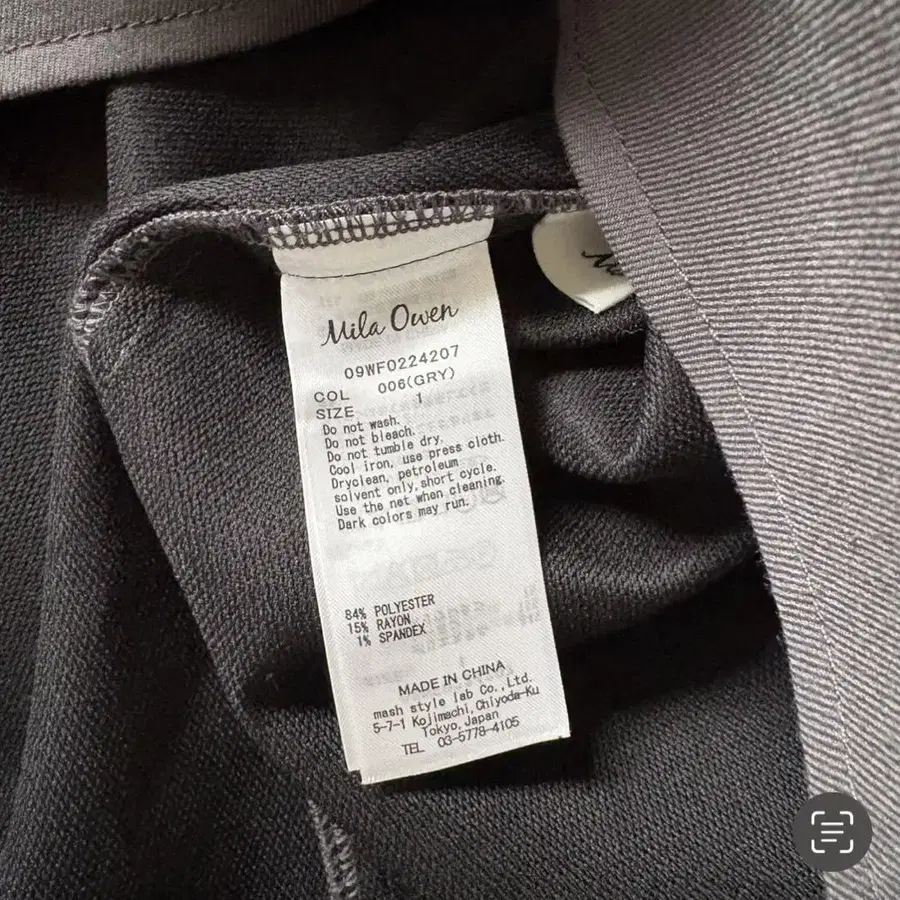 Mila Owen
09WF0224207
COL 006(GRY)
SIZE 1
Do not wash.
Do not bleach.
Do not tumble dry.
Cool iron, use press cloth.
Dryclean, petroleum
solvent only, short cycle.
Use the net when cleaning.
Dark colors may run.
84% POLYESTER
15% RAYON
1% SPANDEX
MADE IN CHINA
mash style lab Co.,Ltd.
5-7-1 Kojimachi,Chiyoda-Ku
Tokyo,Japan
TEL 03-5778-4105